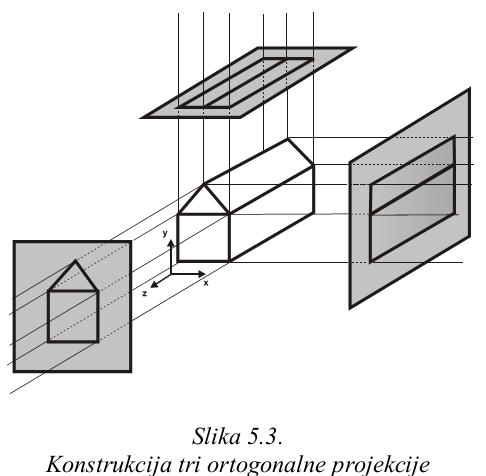 y
z
x
Slika 5.3.
Konstrukcija tri ortogonalne projekcije